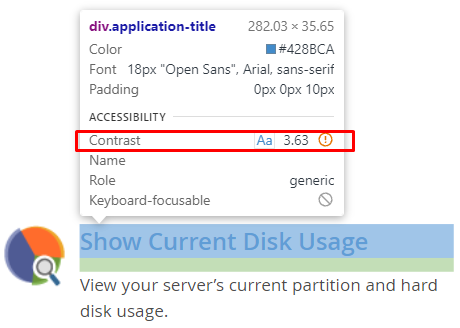 div.application-title 282.03 × 35.65
Color #428BCA
Font 18px "Open Sans", Arial, sans-serif
Padding 0px 0px 10px
ACCESSIBILITY
Contrast Aa 3.63
Name
Role generic
Keyboard-focusable
Show Current Disk Usage
View your server’s current partition and hard
disk usage.